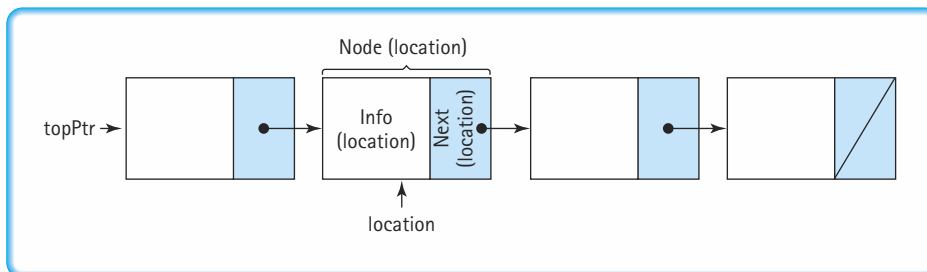 Node (location)
topPtr
Info
(location)
Next
(location)
location